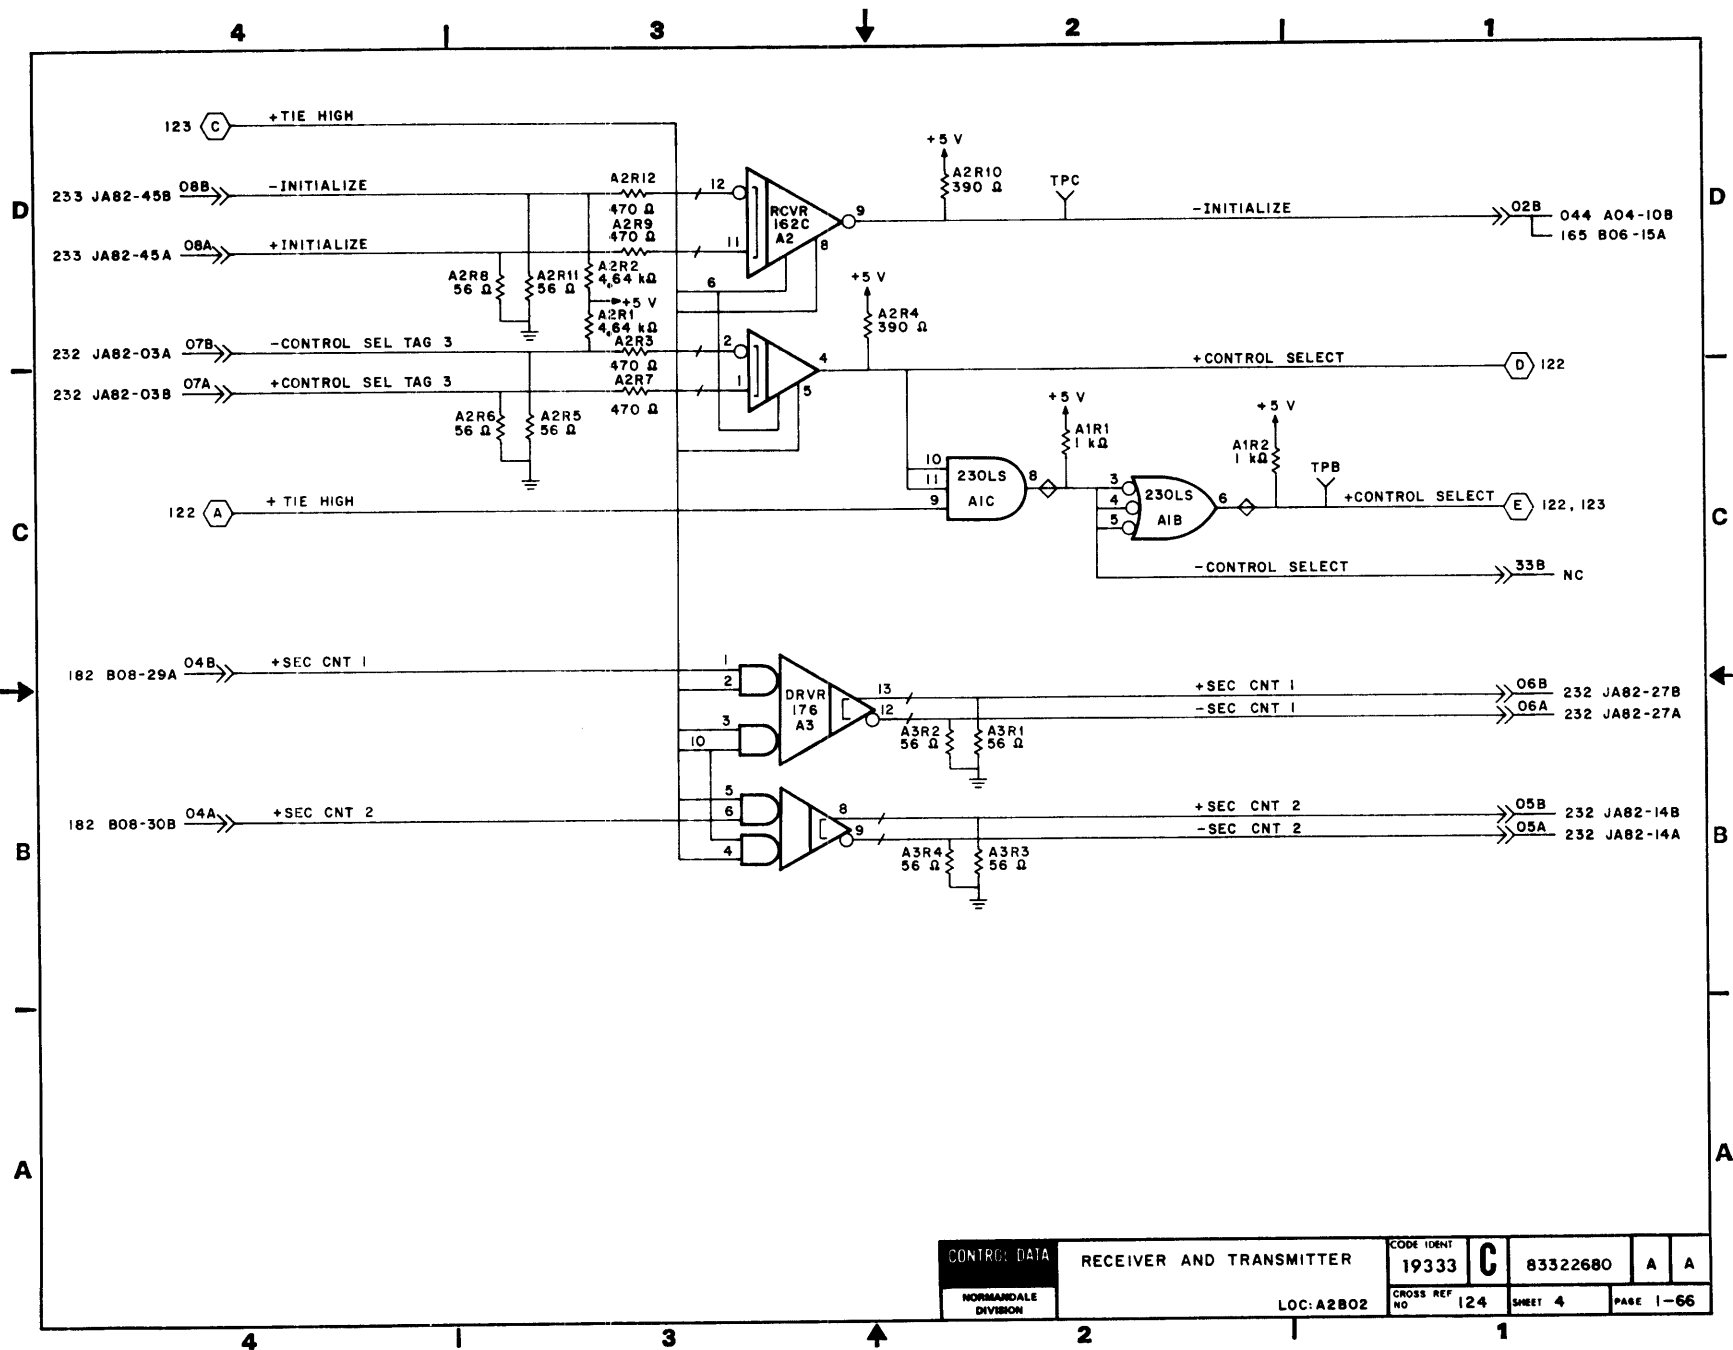 4 3 2 1
123 C +TIE HIGH
+5 V
A2R10
390 Ω
TPC
D
D
233 JA82-45B 08B -INITIALIZE
A2R12
470 Ω
12
RCVR
162C
A2
9
8
-INITIALIZE
02B 044 A04-10B
165 B06-15A
233 JA82-45A 08A +INITIALIZE
A2R9
470 Ω
11
A2R8
56 Ω
A2R11
56 Ω
A2R2
4.64 kΩ
+5 V
A2R1
4.64 kΩ
6
+5 V
A2R4
390 Ω
232 JA82-03A 07B -CONTROL SEL TAG 3
A2R3
470 Ω
2
4
+CONTROL SELECT
D 122
232 JA82-03B 07A +CONTROL SEL TAG 3
A2R7
470 Ω
1
5
A2R6
56 Ω
A2R5
56 Ω
+5 V
A1R1
1 kΩ
+5 V
A1R2
1 kΩ
TPB
10
11
9
230LS
A1C
8
3
4
5
230LS
A1B
6
+CONTROL SELECT
E 122, 123
122 A + TIE HIGH
C
C
-CONTROL SELECT
33B NC
182 B08-29A 04B +SEC CNT 1
1
2
3
10
DRVR
176
A3
13
12
+SEC CNT 1
06B 232 JA82-27B
-SEC CNT 1
06A 232 JA82-27A
A3R2
56 Ω
A3R1
56 Ω
182 B08-30B 04A +SEC CNT 2
5
6
4
8
9
+SEC CNT 2
05B 232 JA82-14B
-SEC CNT 2
05A 232 JA82-14A
A3R4
56 Ω
A3R3
56 Ω
B
B
A
A
CONTROL DATA
NORMANDALE
DIVISION
RECEIVER AND TRANSMITTER
LOC:A2B02
CODE IDENT
19333
C
83322680
A
A
CROSS REF
NO 124
SHEET 4
PAGE 1-66
4 3 2 1